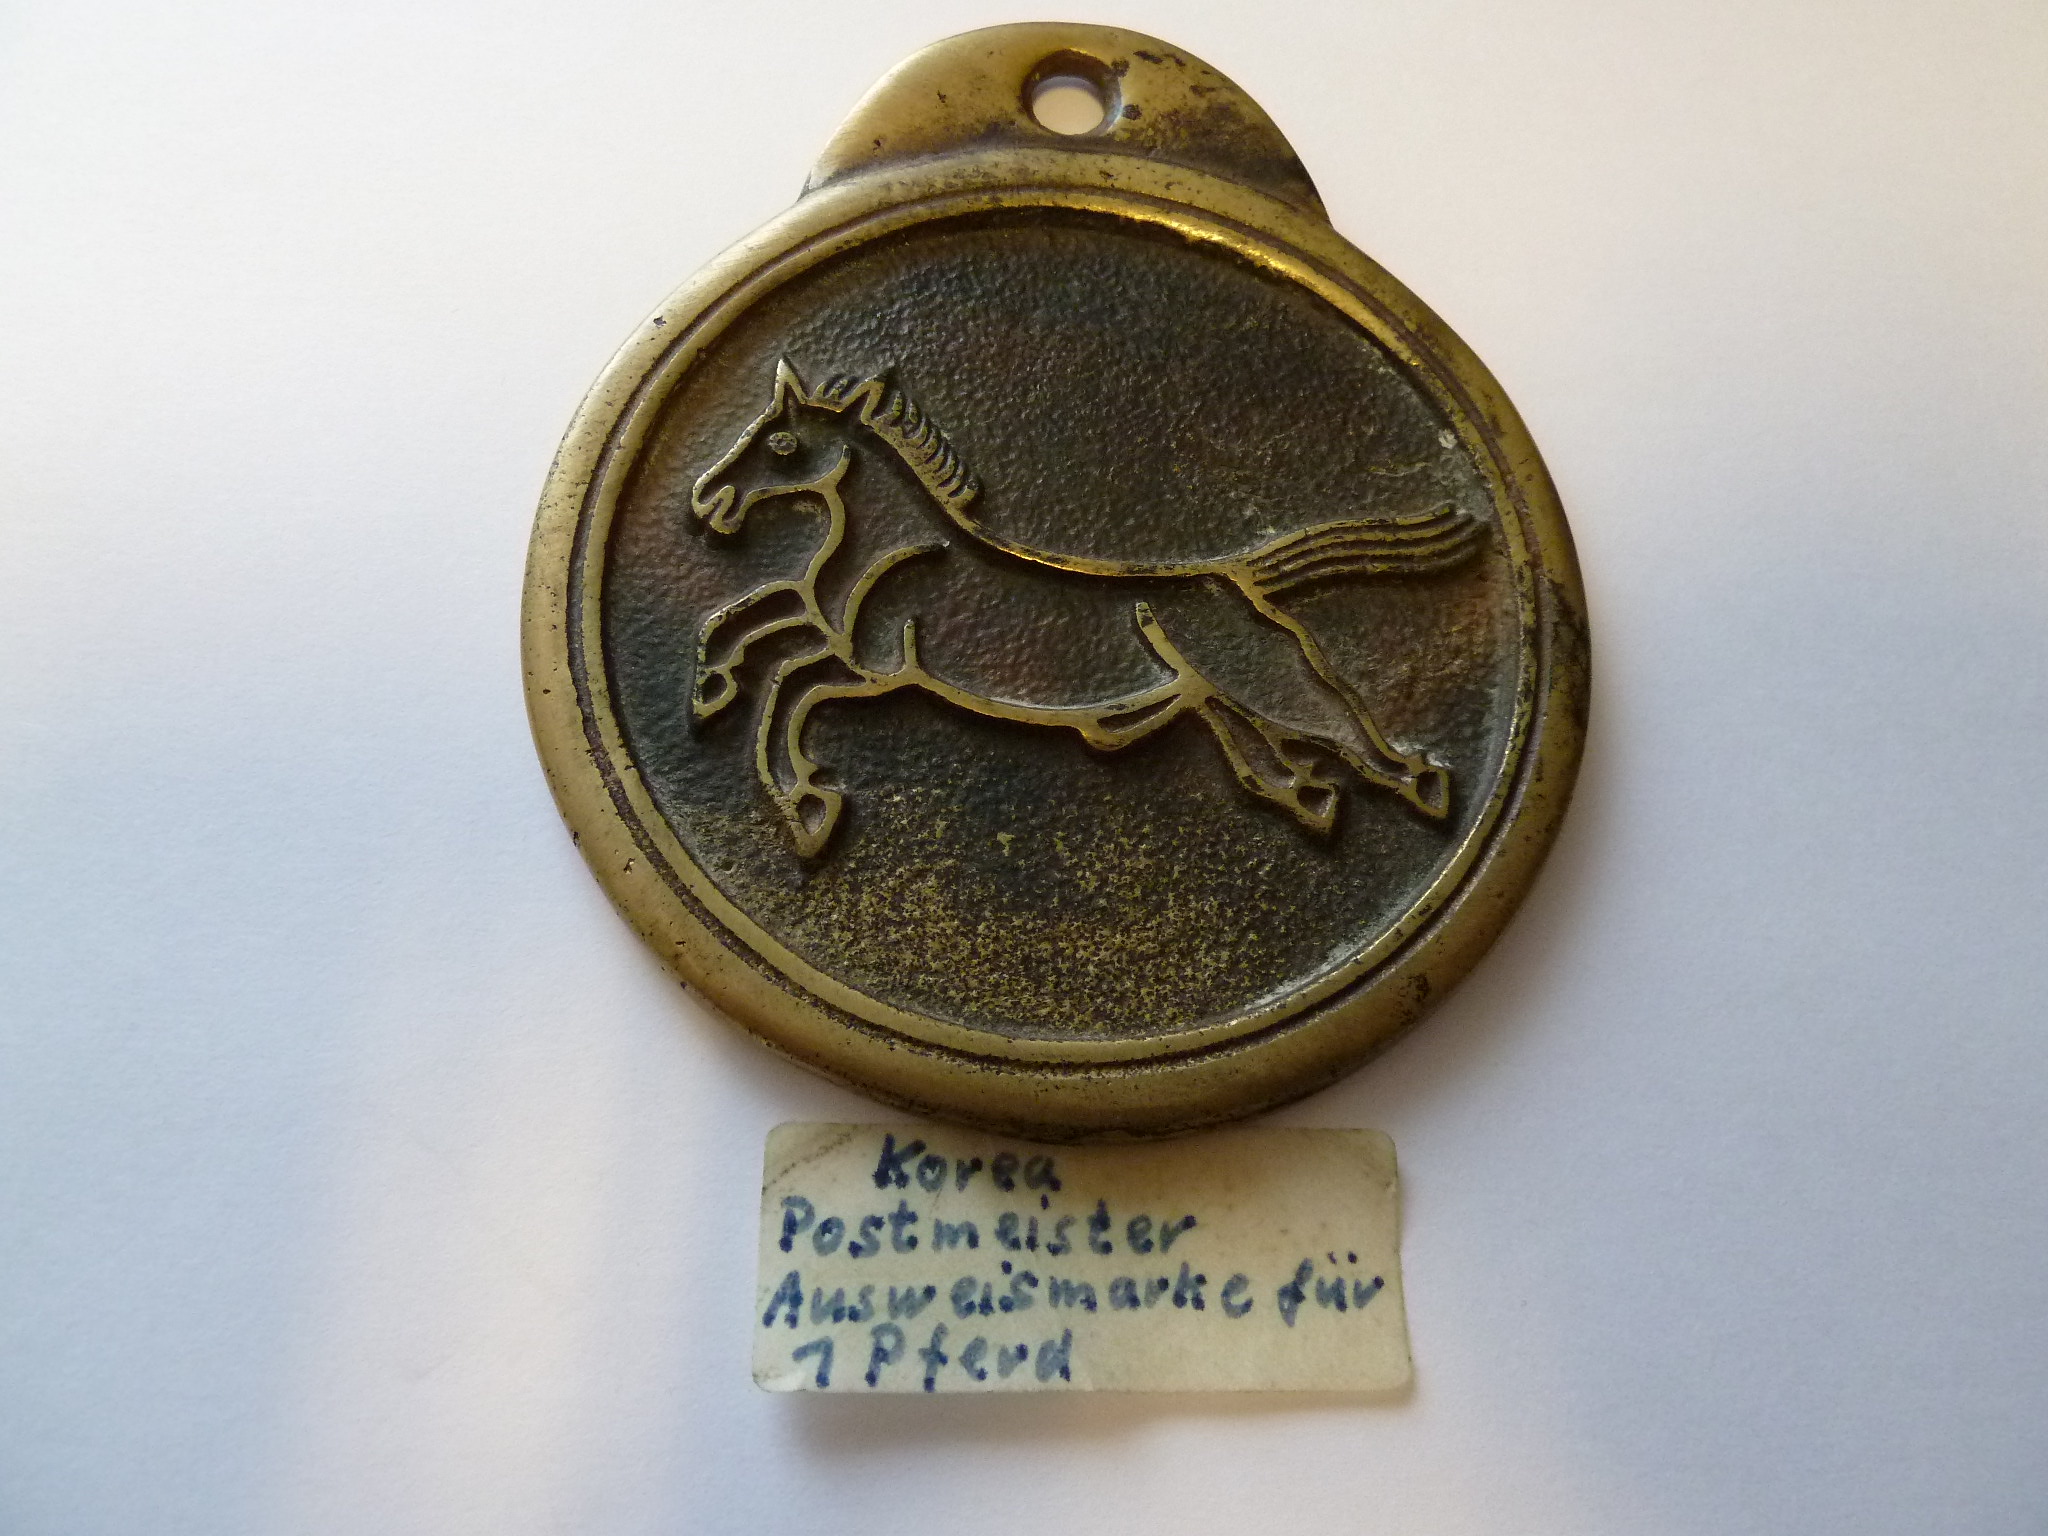 Korea
Postmeister
Ausweismarke für
1 Pferd